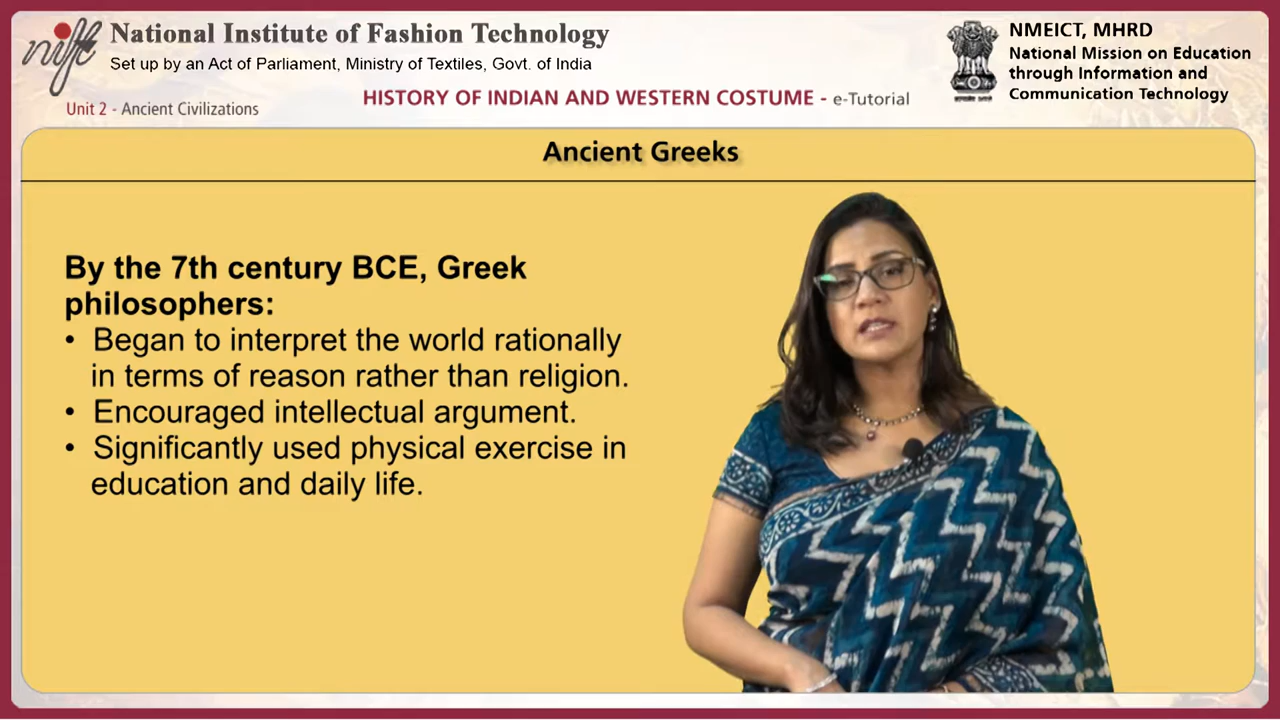 nift
National Institute of Fashion Technology
Set up by an Act of Parliament, Ministry of Textiles, Govt. of India
NMEICT, MHRD
National Mission on Education
through Information and
Communication Technology
Unit 2 - Ancient Civilizations
HISTORY OF INDIAN AND WESTERN COSTUME - e-Tutorial
Ancient Greeks
By the 7th century BCE, Greek
philosophers:
• Began to interpret the world rationally
in terms of reason rather than religion.
• Encouraged intellectual argument.
• Significantly used physical exercise in
education and daily life.